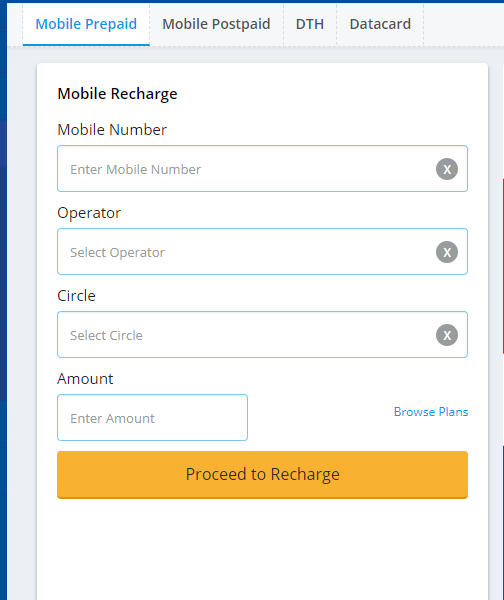 Mobile Prepaid Mobile Postpaid DTH Datacard
Mobile Recharge
Mobile Number
Enter Mobile Number X
Operator
Select Operator X
Circle
Select Circle X
Amount
Enter Amount Browse Plans
Proceed to Recharge